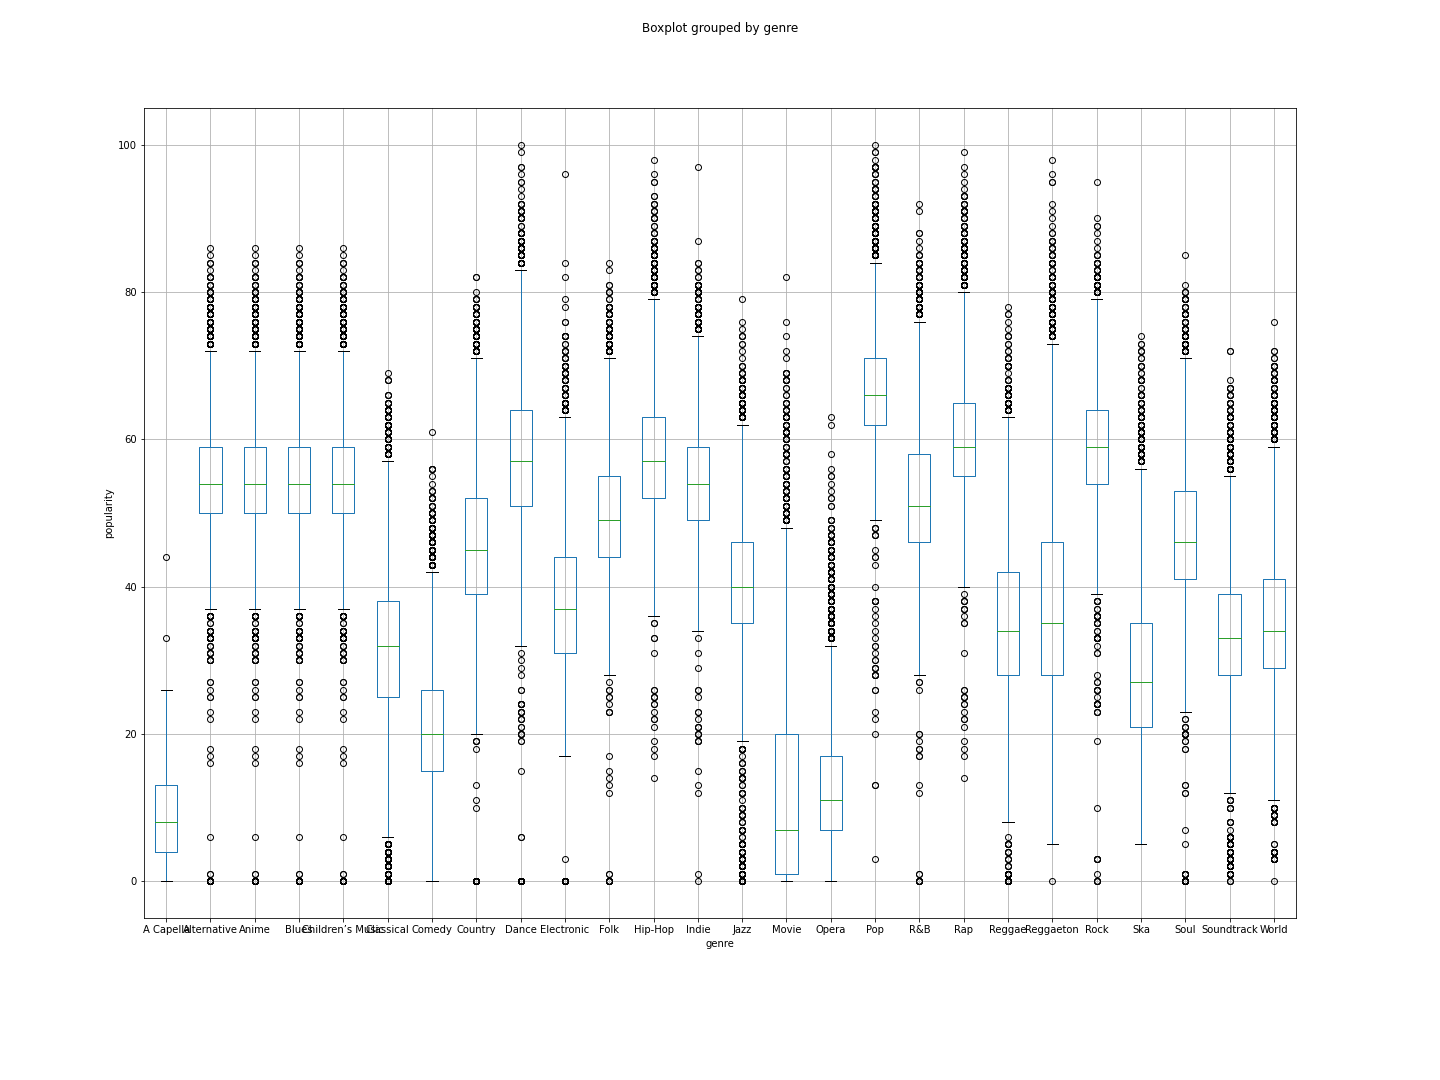 Boxplot grouped by genre
100
80
60
40
20
0
popularity
A Capella Alternative Anime Blues Children’s Music Classical Comedy Country Dance Electronic Folk Hip-Hop Indie Jazz Movie Opera Pop R&B Rap Reggae Reggaeton Rock Ska Soul Soundtrack World
genre